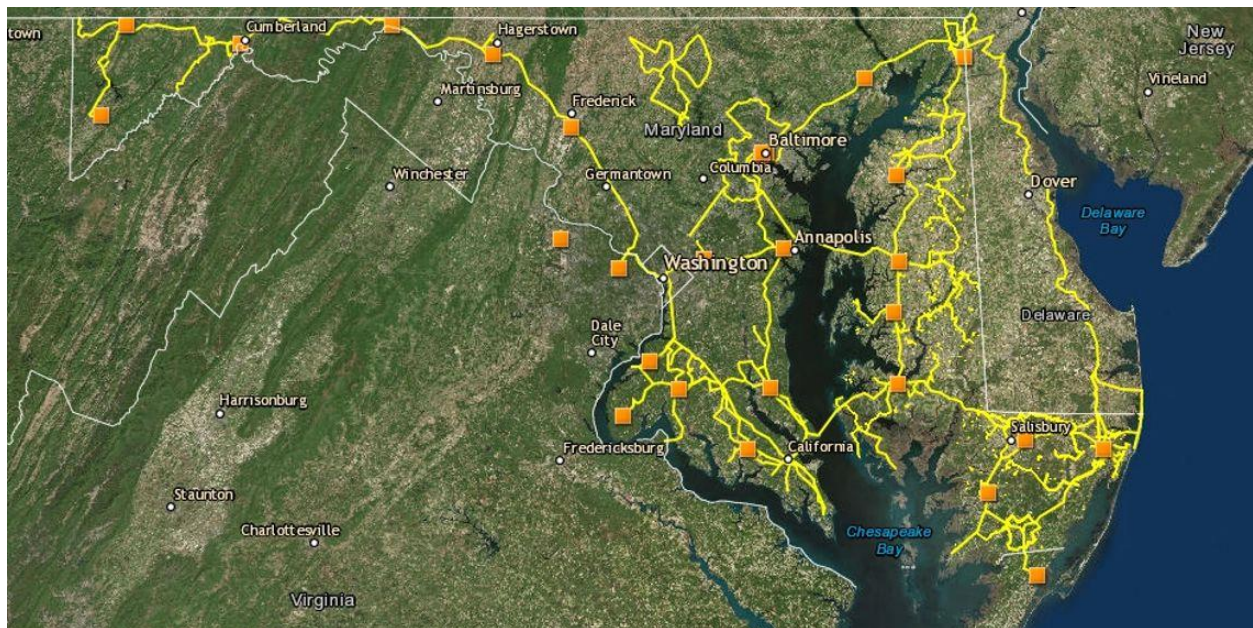 town
Cumberland
Hagerstown
New
Jersey
Vineland
Martinsburg
Frederick
Maryland
Baltimore
Winchester
Germantown
Columbia
Dover
Delaware
Bay
Annapolis
Washington
Dale
City
Delaware
Harrisonburg
Fredericksburg
California
Salisbury
Staunton
Charlottesville
Chesapeake
Bay
Virginia